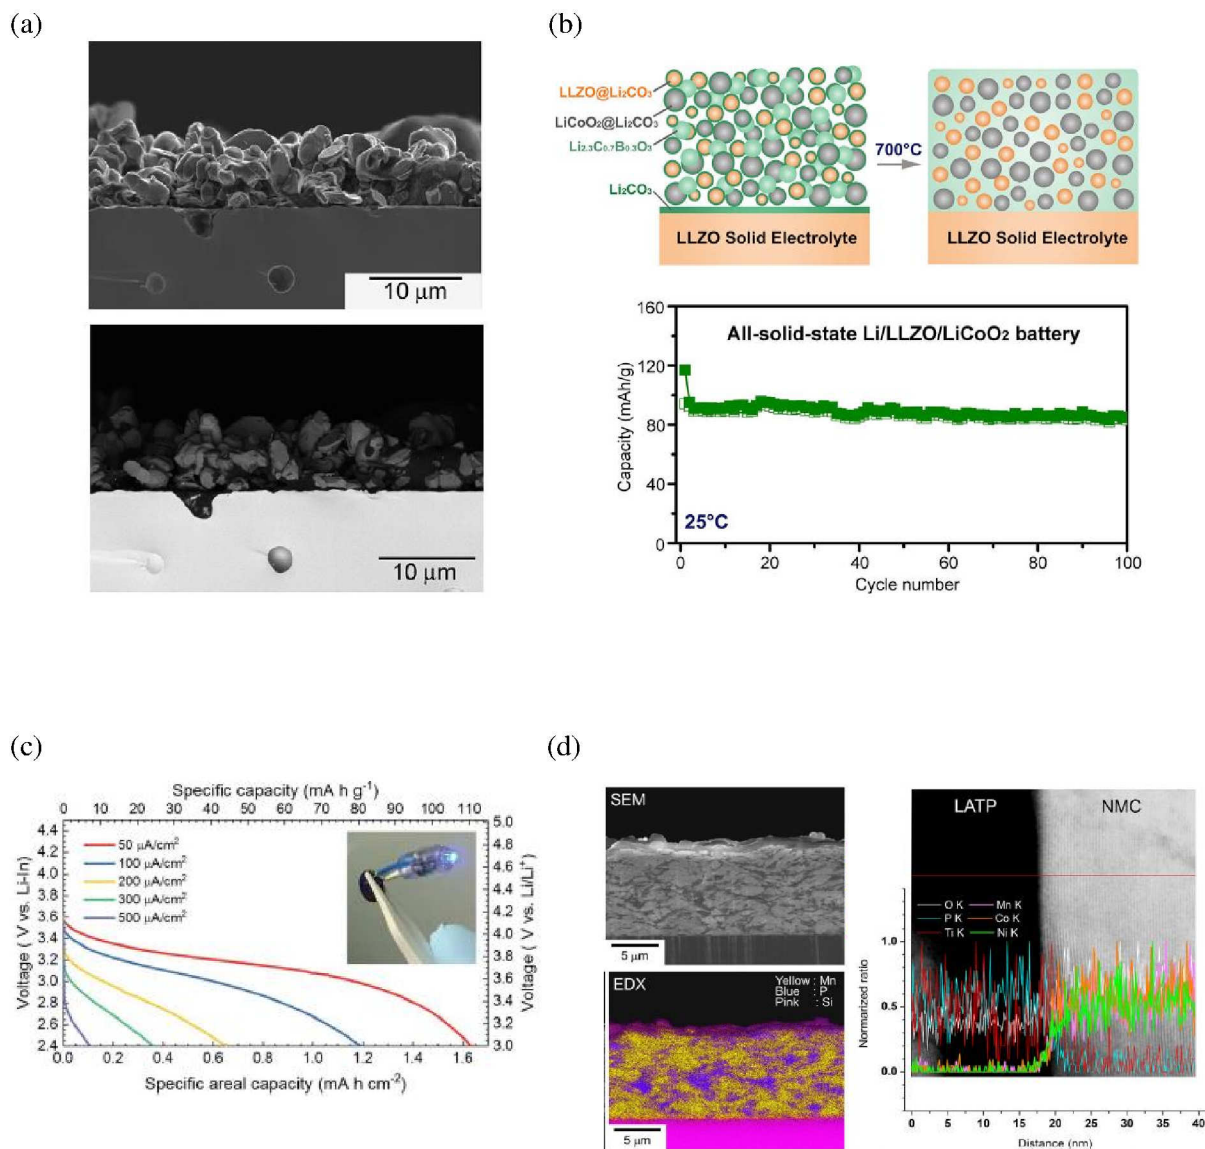 (a)
10 μm
10 μm
(b)
LLZO@Li₂CO₃
LiCoO₂@Li₂CO₃
Li₂.₃C₀.₇B₀.₃O₃
Li₂CO₃
700°C
LLZO Solid Electrolyte
LLZO Solid Electrolyte
All-solid-state Li/LLZO/LiCoO₂ battery
25°C
Capacity (mAh/g)
160
120
80
40
0
0 20 40 60 80 100
Cycle number
(c)
Specific capacity (mA h g⁻¹)
0 10 20 30 40 50 60 70 80 90 100 110
Voltage ( V vs. Li-In)
4.4
4.2
4.0
3.8
3.6
3.4
3.2
3.0
2.8
2.6
2.4
50 μA/cm²
100 μA/cm²
200 μA/cm²
300 μA/cm²
500 μA/cm²
5.0
4.8
4.6
4.4
4.2
4.0
3.8
3.6
3.4
3.2
3.0
Voltage ( V vs. Li/Li⁺)
0.0 0.2 0.4 0.6 0.8 1.0 1.2 1.4 1.6
Specific areal capacity (mA h cm⁻²)
(d)
SEM
5 μm
EDX
Yellow : Mn
Blue : P
Pink : Si
5 μm
LATP NMC
O K Mn K
P K Co K
Ti K Ni K
Normalized ratio
1.0
0.5
0.0
0 5 10 15 20 25 30 35 40
Distance (nm)